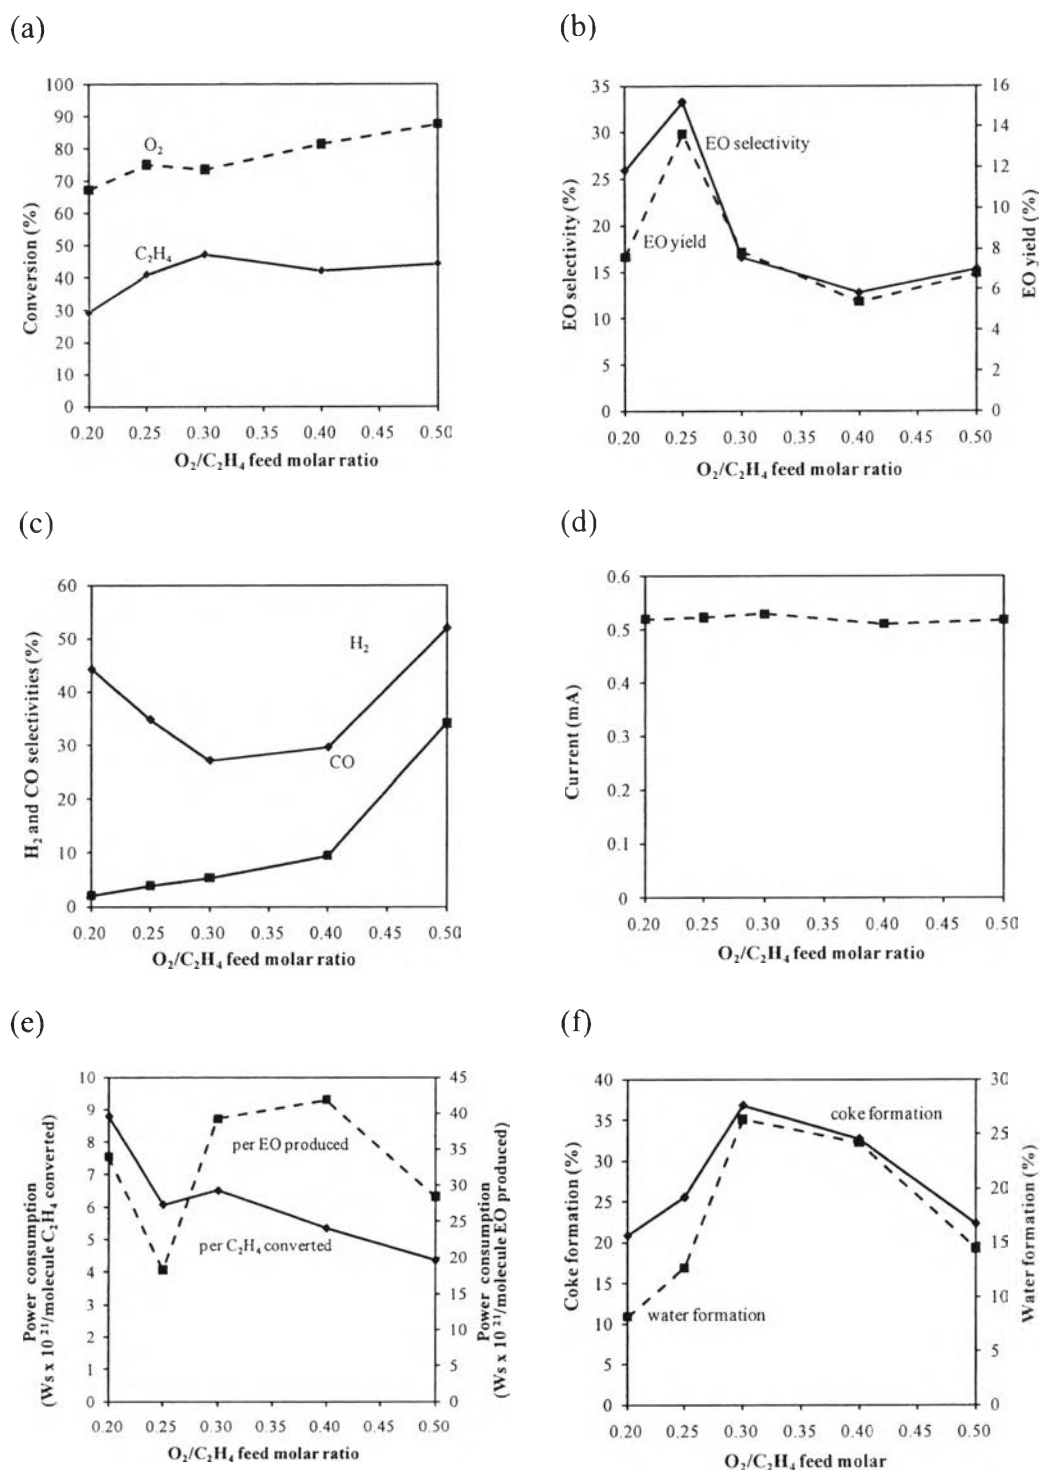 (a)
100
90
80
70
60
50
40
30
20
10
0
Conversion (%)
O₂
C₂H₄
0.20 0.25 0.30 0.35 0.40 0.45 0.50
O₂/C₂H₄ feed molar ratio
(b)
35
30
25
20
15
10
5
0
EO selectivity (%)
EO selectivity
EO yield
16
14
12
10
8
6
4
2
0
EO yield (%)
0.20 0.25 0.30 0.35 0.40 0.45 0.50
O₂/C₂H₄ feed molar ratio
(c)
60
50
40
30
20
10
0
H₂ and CO selectivities (%)
H₂
CO
0.20 0.25 0.30 0.35 0.40 0.45 0.50
O₂/C₂H₄ feed molar ratio
(d)
0.6
0.5
0.4
0.3
0.2
0.1
0
Current (mA)
0.20 0.25 0.30 0.35 0.40 0.45 0.50
O₂/C₂H₄ feed molar ratio
(e)
10
9
8
7
6
5
4
3
2
1
0
Power consumption
(Ws x 10²¹/molecule C₂H₄ converted)
per EO produced
per C₂H₄ converted
45
40
35
30
25
20
15
10
5
0
Power consumption
(Ws x 10²¹/molecule EO produced)
0.20 0.25 0.30 0.35 0.40 0.45 0.50
O₂/C₂H₄ feed molar ratio
(f)
40
35
30
25
20
15
10
5
0
Coke formation (%)
coke formation
water formation
30
25
20
15
10
5
0
Water formation (%)
0.20 0.25 0.30 0.35 0.40 0.45 0.50
O₂/C₂H₄ feed molar